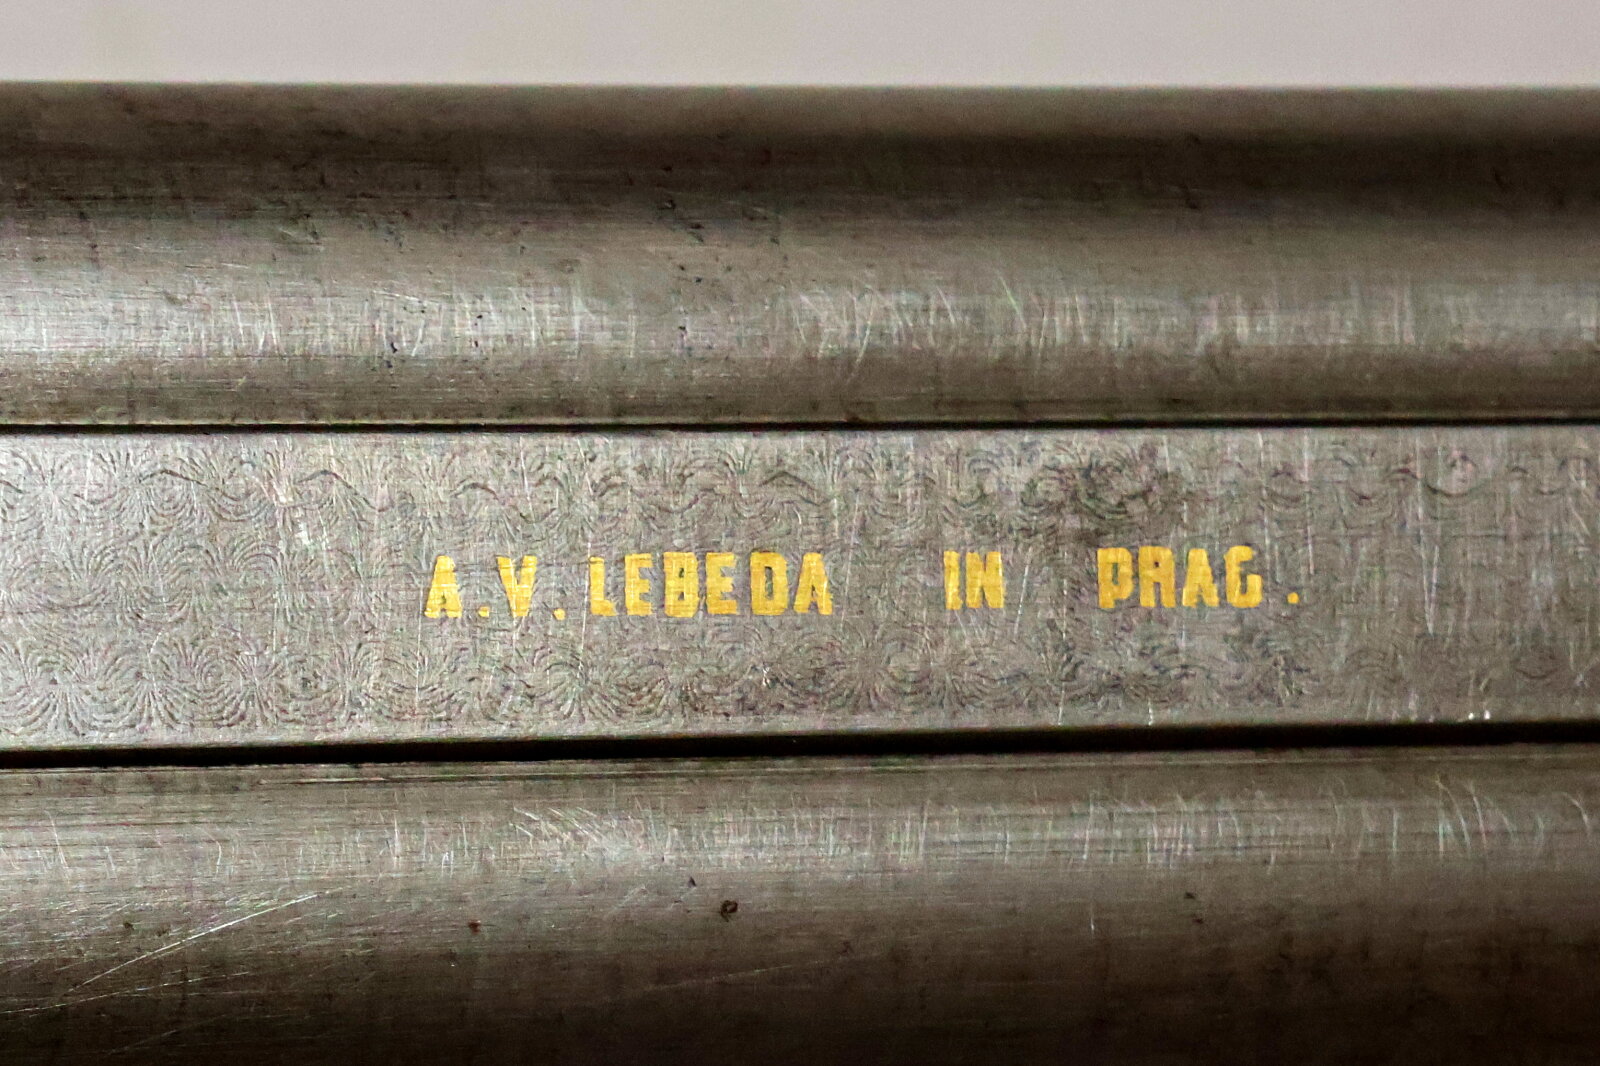 A.V. LEBEDA IN PRAG.